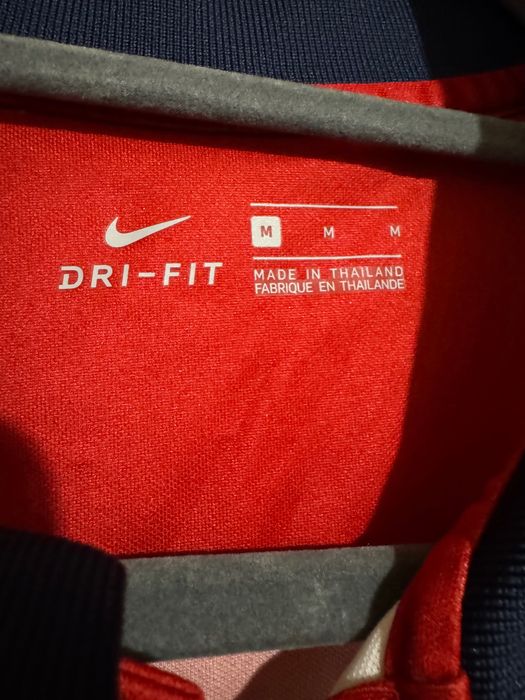 DRI-FIT
M M M
MADE IN THAILAND
FABRIQUE EN THAILANDE